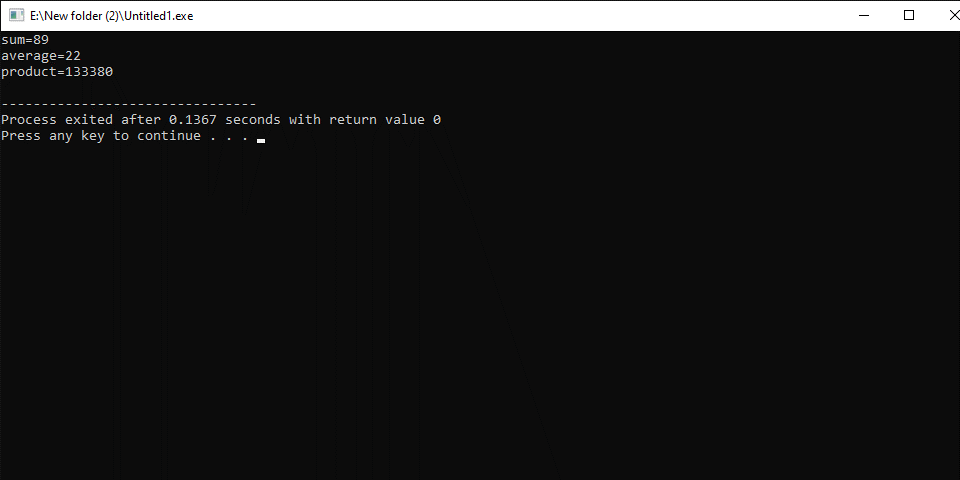 E:\New folder (2)\Untitled1.exe
sum=89
average=22
product=133380
--------------------------------
Process exited after 0.1367 seconds with return value 0
Press any key to continue . . .